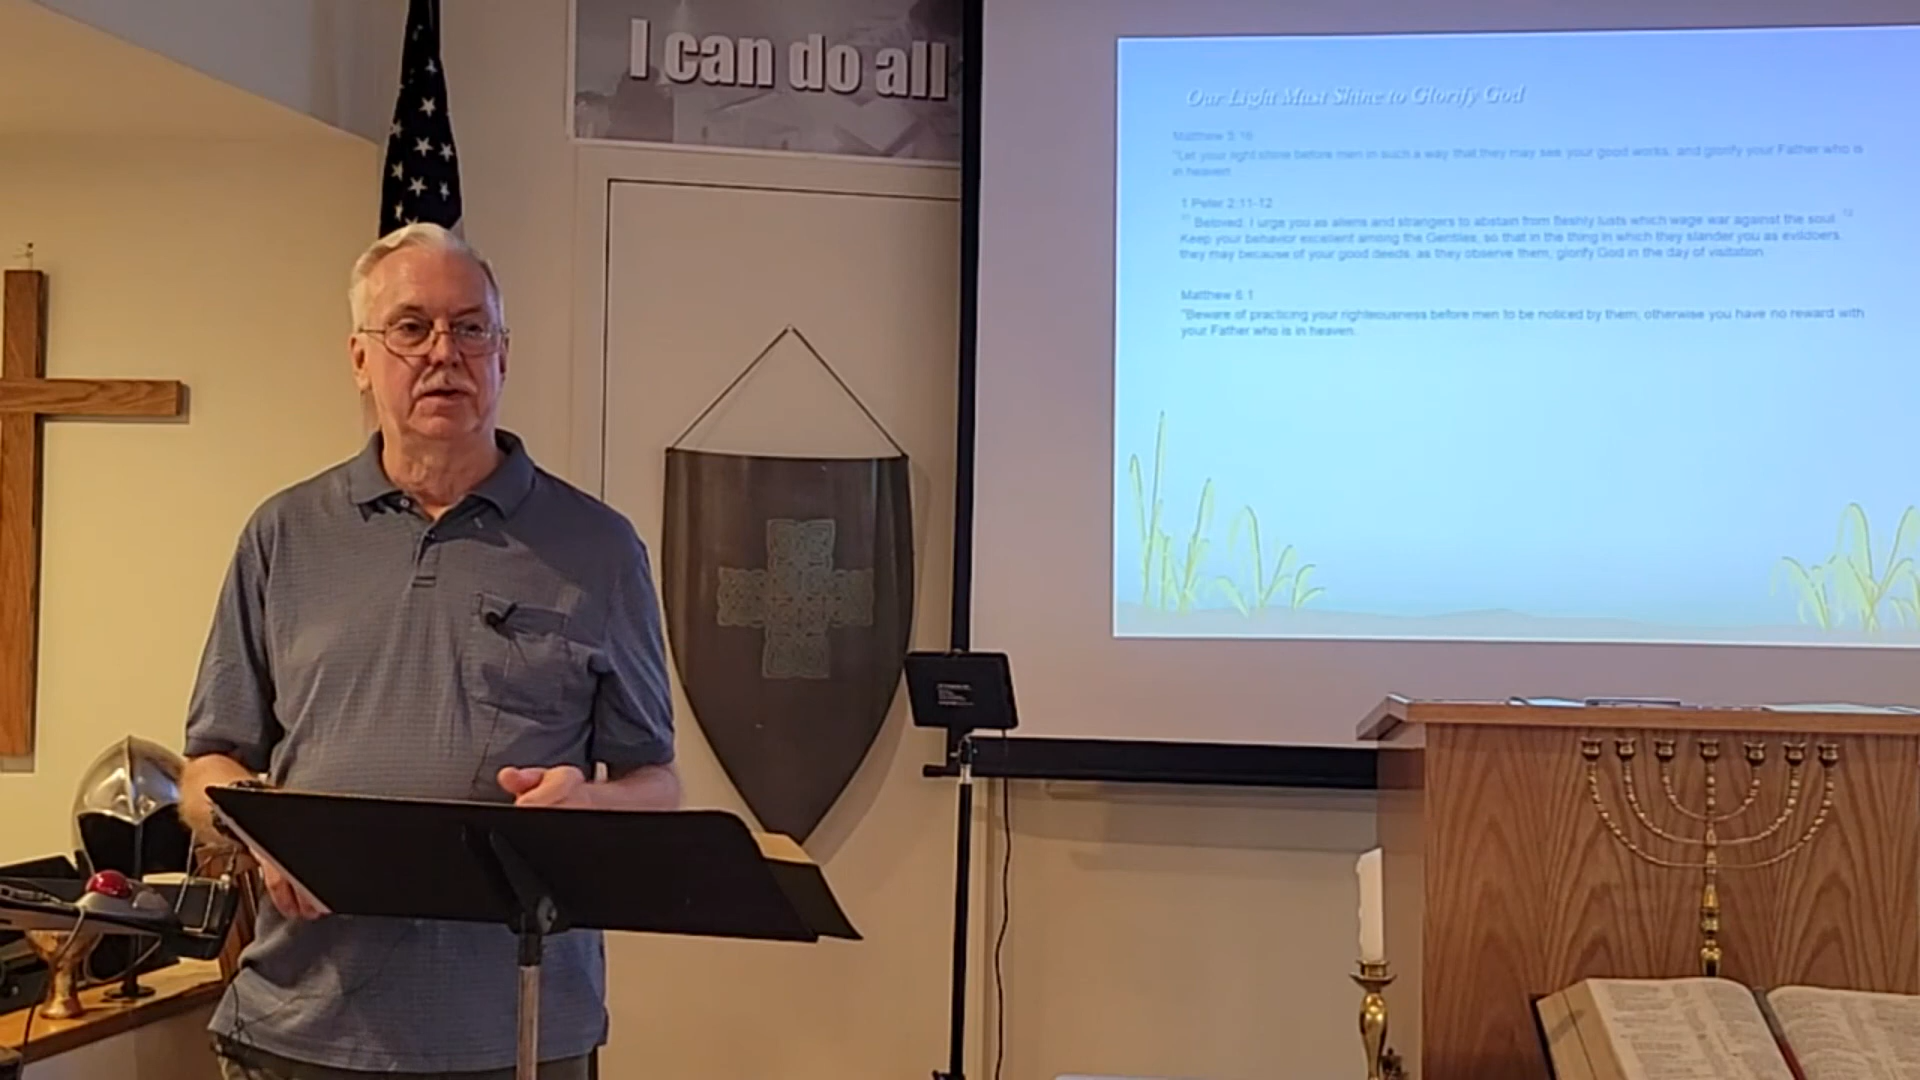 I can do all
Our Light Must Shine to Glorify God
Matthew 5:16
"Let your light shine before men in such a way that they may see your good works, and glorify your Father who is
in heaven
1 Peter 2:11-12
11 Beloved, I urge you as aliens and strangers to abstain from fleshly lusts which wage war against the soul. 12
Keep your behavior excellent among the Gentiles, so that in the thing in which they slander you as evildoers,
they may because of your good deeds, as they observe them, glorify God in the day of visitation
Matthew 6:1
"Beware of practicing your righteousness before men to be noticed by them; otherwise you have no reward with
your Father who is in heaven.